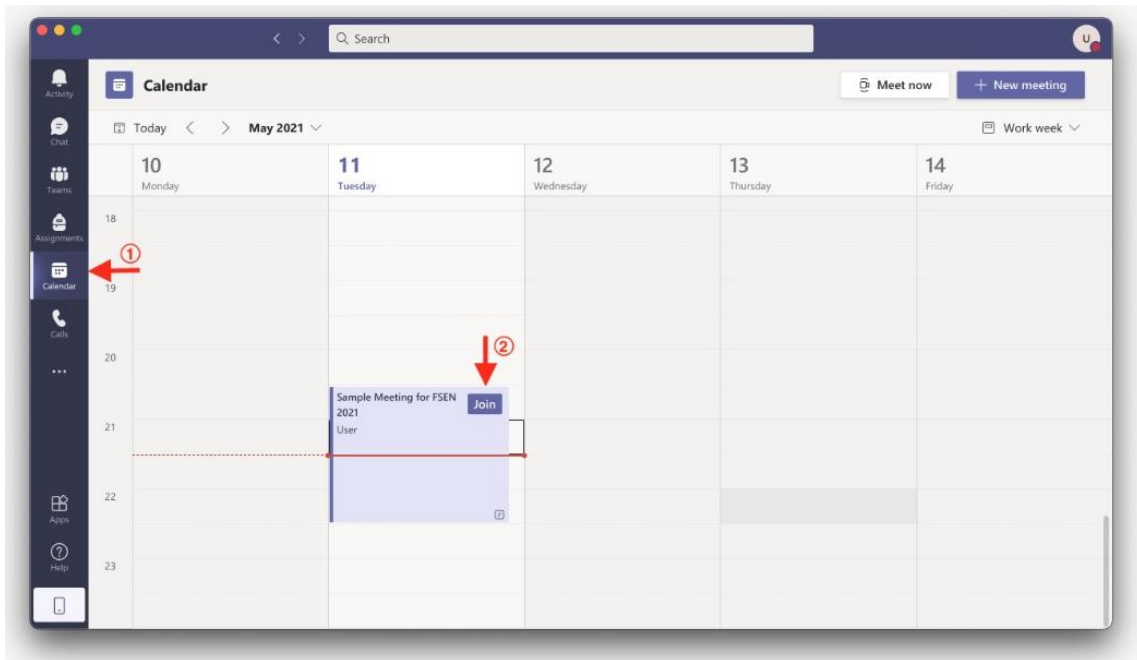 Search
U
Activity
Chat
Teams
Assignments
Calendar
Calls
Apps
Help
Calendar
Meet now
+ New meeting
Today < > May 2021
Work week
10
Monday
11
Tuesday
12
Wednesday
13
Thursday
14
Friday
18
①
19
20
②
Sample Meeting for FSEN
2021
Join
User
21
22
23